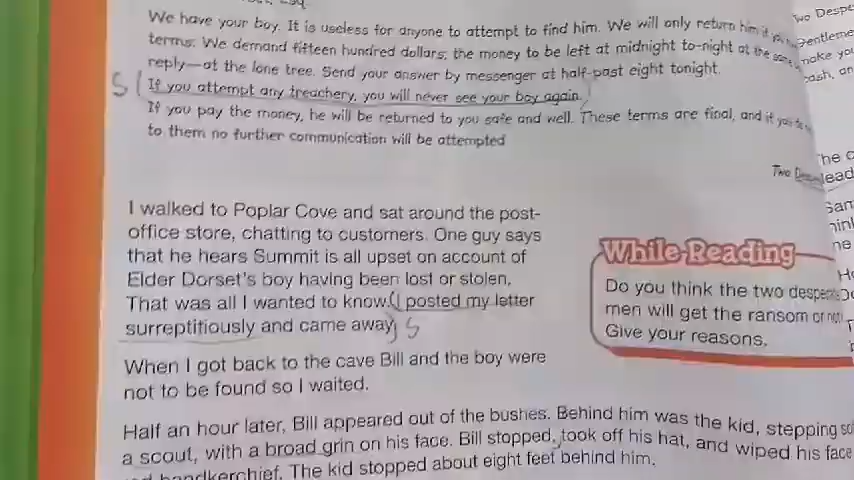 We have your boy. It is useless for anyone to attempt to find him. We will only return him if
terms: We demand fifteen hundred dollars; the money to be left at midnight to-night at the same
reply—at the lone tree. Send your answer by messenger at half-past eight tonight.
S ( If you attempt any treachery, you will never see your boy again.
If you pay the money, he will be returned to you safe and well. These terms are final, and if you do
to them no further communication will be attempted
Two
I walked to Poplar Cove and sat around the post-
office store, chatting to customers. One guy says
that he hears Summit is all upset on account of
Elder Dorset's boy having been lost or stolen.
That was all I wanted to know. (I posted my letter
surreptitiously and came away) S
When I got back to the cave Bill and the boy were
not to be found so I waited.
Half an hour later, Bill appeared out of the bushes. Behind him was the kid, stepping
a scout, with a broad grin on his face. Bill stopped, took off his hat, and wiped his face
handkerchief. The kid stopped about eight feet behind him.
While-Reading
Do you think the two
men will get the ransom or not?
Give your reasons.
Two
make
cash, an